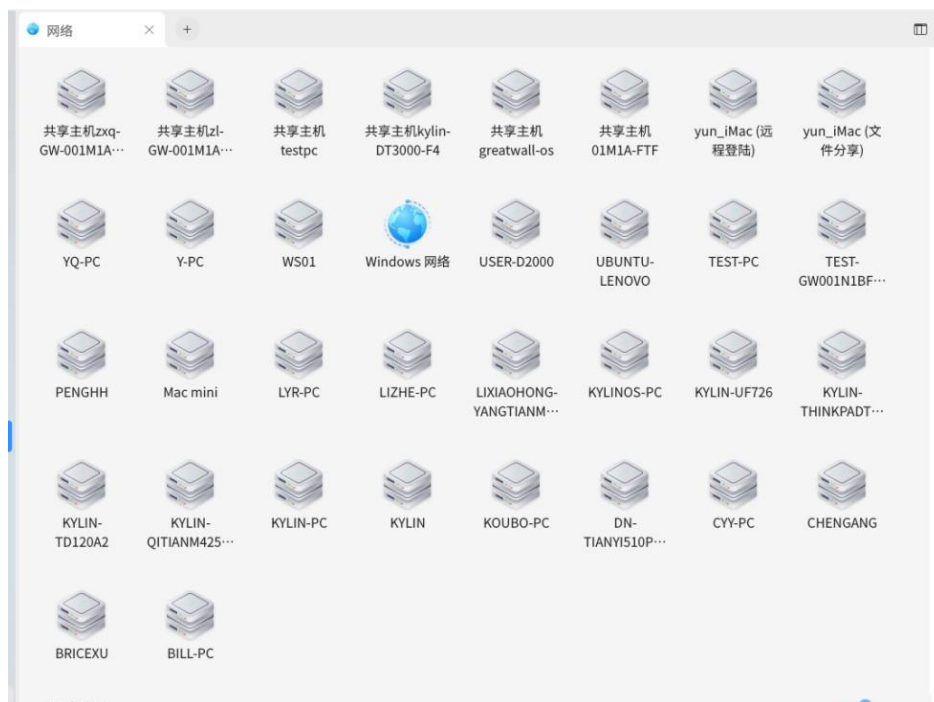 网络
共享主机zxq-
GW-001M1A···
共享主机zl-
GW-001M1A···
共享主机
testpc
共享主机kylin-
DT3000-F4
共享主机
greatwall-os
共享主机
01M1A-FTF
yun_iMac (远
程登陆)
yun_iMac (文
件分享)
YQ-PC
Y-PC
WS01
Windows 网络
USER-D2000
UBUNTU-
LENOVO
TEST-PC
TEST-
GW001N1BF···
PENGHH
Mac mini
LYR-PC
LIZHE-PC
LIXIAOHONG-
YANGTIANM···
KYLINOS-PC
KYLIN-UF726
KYLIN-
THINKPADT···
KYLIN-
TD120A2
KYLIN-
QITIANM425···
KYLIN-PC
KYLIN
KOUBO-PC
DN-
TIANYI510P···
CYY-PC
CHENGANG
BRICEXU
BILL-PC